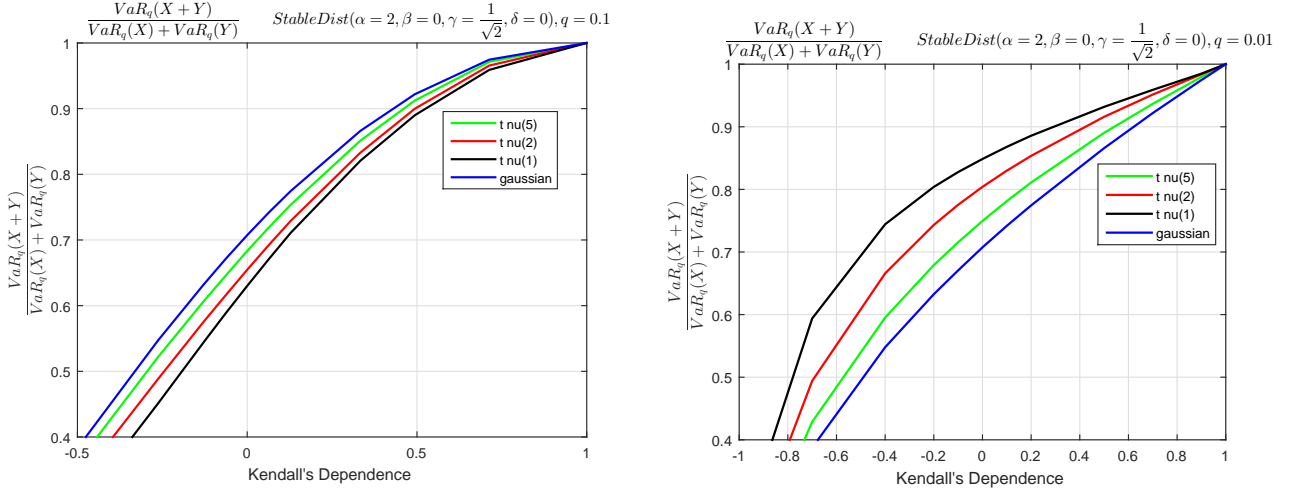 VaR_q(X + Y)
VaR_q(X) + VaR_q(Y)
StableDist(α = 2, β = 0, γ = 1/√2, δ = 0), q = 0.1
VaR_q(X + Y)
VaR_q(X) + VaR_q(Y)
1
0.9
0.8
0.7
0.6
0.5
0.4
t nu(5)
t nu(2)
t nu(1)
gaussian
-0.5
0
0.5
1
Kendall's Dependence
VaR_q(X + Y)
VaR_q(X) + VaR_q(Y)
StableDist(α = 2, β = 0, γ = 1/√2, δ = 0), q = 0.01
VaR_q(X + Y)
VaR_q(X) + VaR_q(Y)
1
0.9
0.8
0.7
0.6
0.5
0.4
t nu(5)
t nu(2)
t nu(1)
gaussian
-1
-0.8
-0.6
-0.4
-0.2
0
0.2
0.4
0.6
0.8
1
Kendall's Dependence